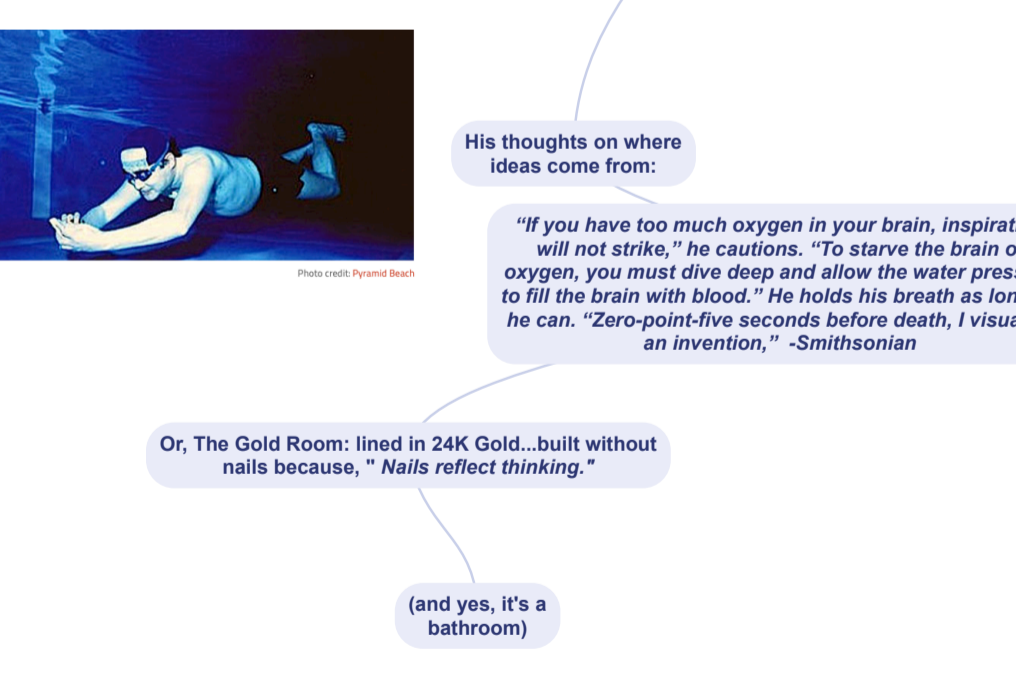 His thoughts on where
ideas come from:
Photo credit: Pyramid Beach
“If you have too much oxygen in your brain,
will not strike,” he cautions. “To starve the brain
oxygen, you must dive deep and allow the water
to fill the brain with blood.” He holds his breath as
he can. “Zero-point-five seconds before death, I
an invention,” -Smithsonian
Or, The Gold Room: lined in 24K Gold...built without
nails because, " Nails reflect thinking."
(and yes, it's a
bathroom)